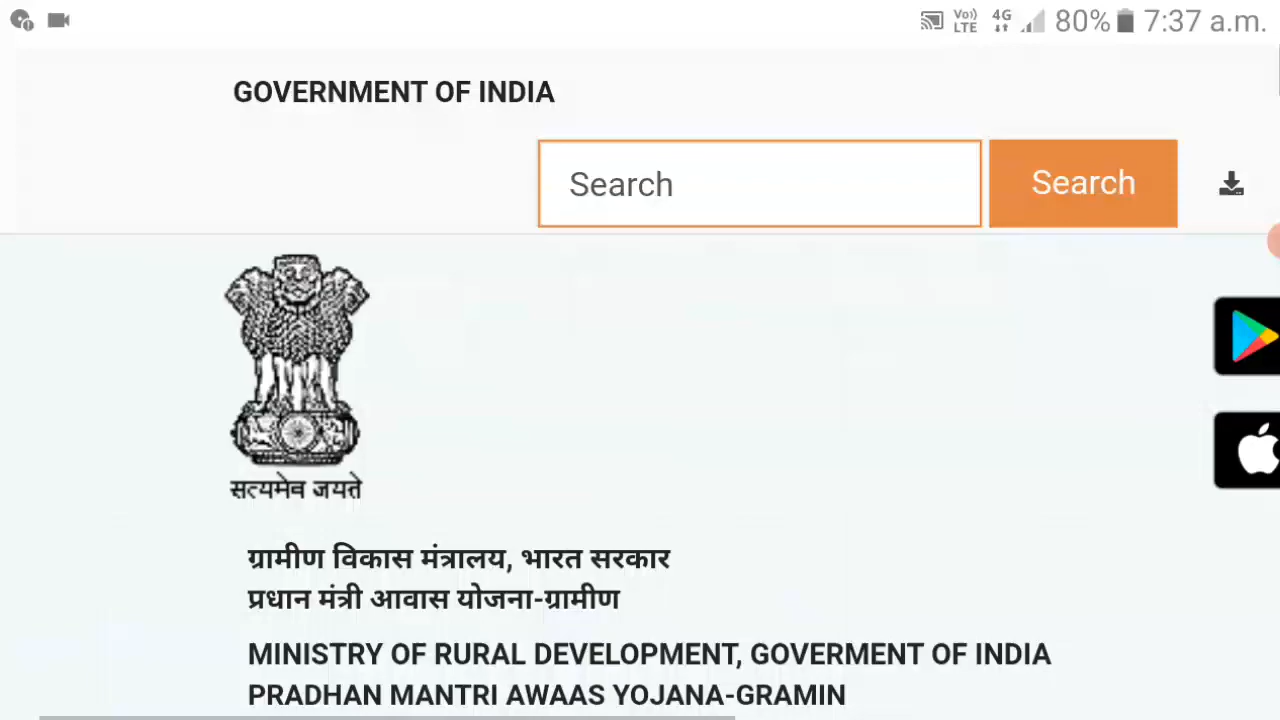 Vo)) LTE 4G 80% 7:37 a.m.
GOVERNMENT OF INDIA
Search Search
सत्यमेव जयते
ग्रामीण विकास मंत्रालय, भारत सरकार
प्रधान मंत्री आवास योजना-ग्रामीण
MINISTRY OF RURAL DEVELOPMENT, GOVERMENT OF INDIA
PRADHAN MANTRI AWAAS YOJANA-GRAMIN